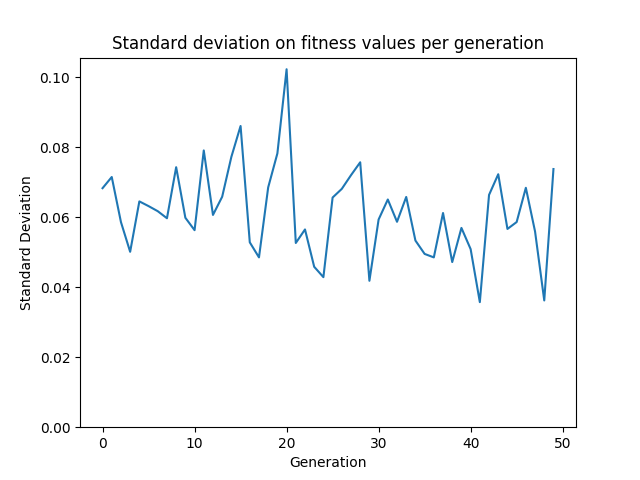 Standard deviation on fitness values per generation
0.10
0.08
0.06
0.04
0.02
0.00
Standard Deviation
0 10 20 30 40 50
Generation